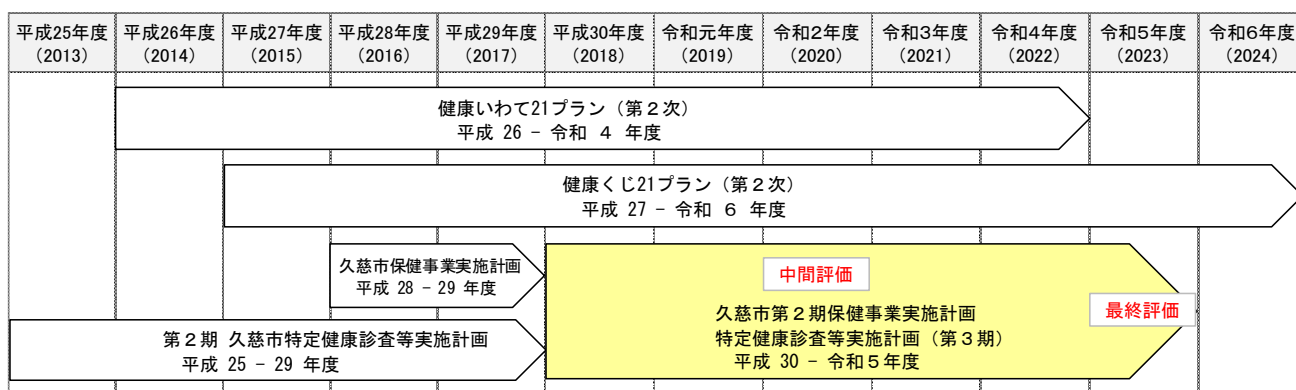 平成25年度 平成26年度 平成27年度 平成28年度 平成29年度 平成30年度 令和元年度 令和2年度 令和3年度 令和4年度 令和5年度 令和6年度
(2013) (2014) (2015) (2016) (2017) (2018) (2019) (2020) (2021) (2022) (2023) (2024)
健康いわて21プラン（第２次）
平成 26 － 令和 ４ 年度
健康くじ21プラン（第２次）
平成 27 － 令和 ６ 年度
久慈市保健事業実施計画
平成 28 － 29 年度
中間評価
最終評価
久慈市第２期保健事業実施計画
特定健康診査等実施計画（第３期）
平成 30 － 令和５年度
第２期 久慈市特定健康診査等実施計画
平成 25 － 29 年度